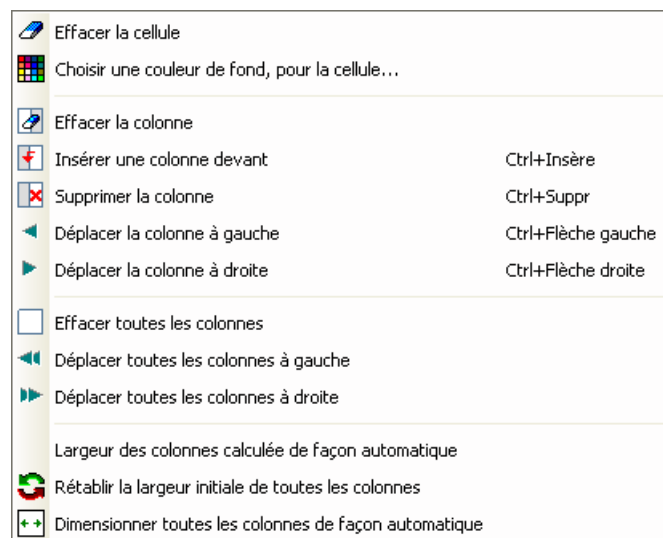 Effacer la cellule
Choisir une couleur de fond, pour la cellule...
Effacer la colonne
Insérer une colonne devant Ctrl+Insère
Supprimer la colonne Ctrl+Suppr
Déplacer la colonne à gauche Ctrl+Flèche gauche
Déplacer la colonne à droite Ctrl+Flèche droite
Effacer toutes les colonnes
Déplacer toutes les colonnes à gauche
Déplacer toutes les colonnes à droite
Largeur des colonnes calculée de façon automatique
Rétablir la largeur initiale de toutes les colonnes
Dimensionner toutes les colonnes de façon automatique